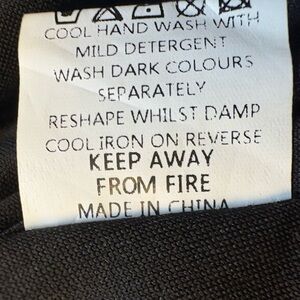 COOL HAND WASH WITH
MILD DETERGENT
WASH DARK COLOURS
SEPARATELY
RESHAPE WHILST DAMP
COOL IRON ON REVERSE
KEEP AWAY
FROM FIRE
MADE IN CHINA